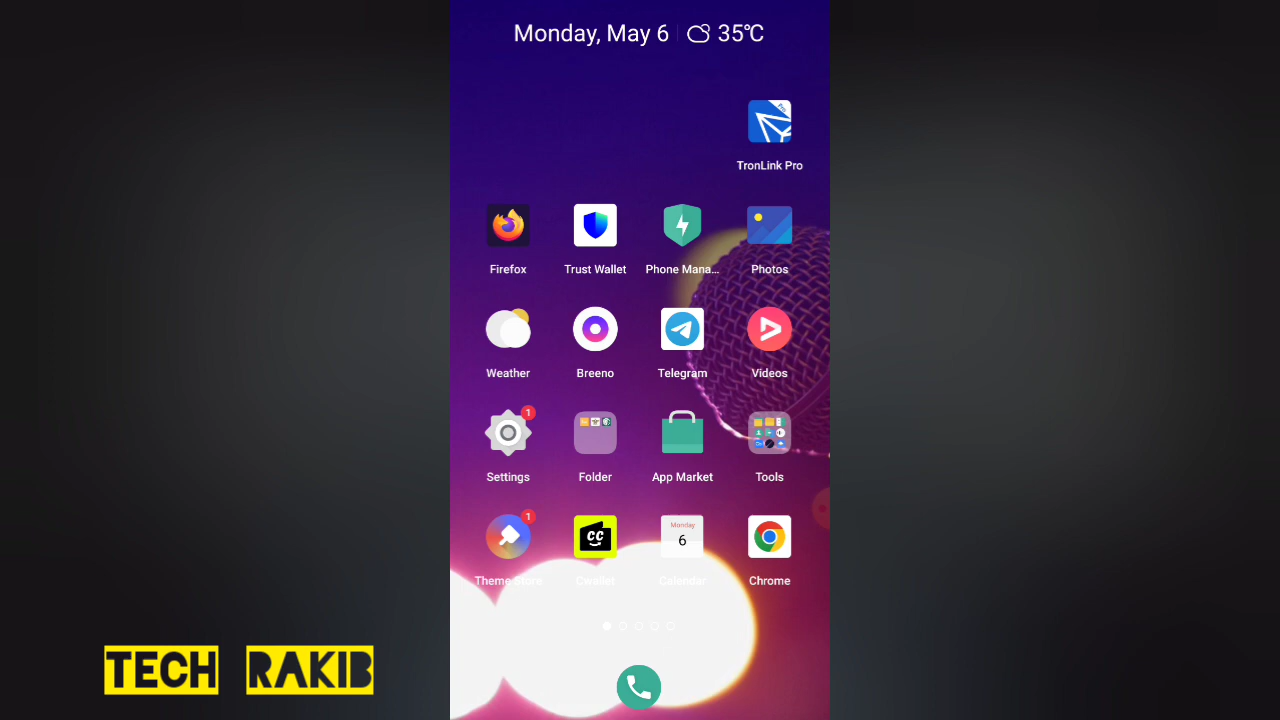 Monday, May 6 35°C
TronLink Pro
Firefox Trust Wallet Phone Mana... Photos
Weather Breeno Telegram Videos
1
Settings Folder App Market Tools
1 Monday
CC 6
Theme Store Cwallet Calendar Chrome
TECH RAKIB